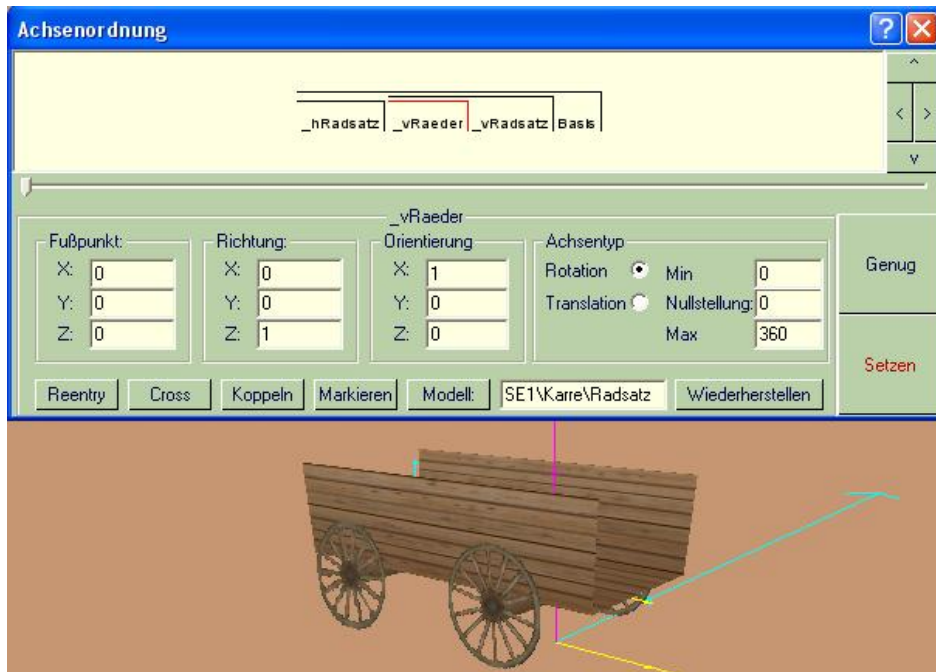 Achsenordnung
_hRadsatz _vRaeder _vRadsatz Basis
_vRaeder
Fußpunkt: Richtung: Orientierung Achsentyp
X: 0 X: 0 X: 1 Rotation Min 0
Y: 0 Y: 0 Y: 0 Translation Nullstellung: 0
Z: 0 Z: 1 Z: 0 Max 360
Genug
Setzen
Reentry Cross Koppeln Markieren Modell: SE1\Karre\Radsatz Wiederherstellen